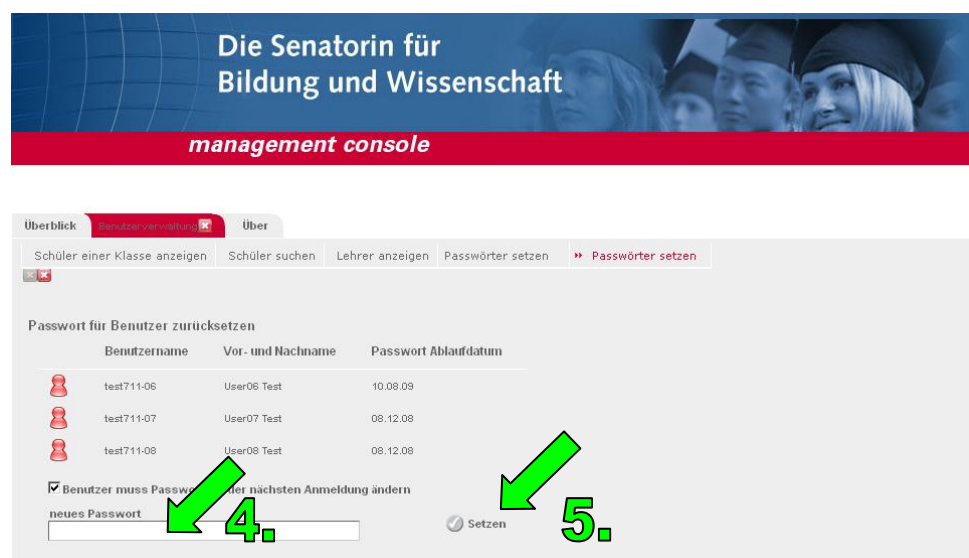 Die Senatorin für
Bildung und Wissenschaft
management console
Überblick Benutzerverwaltung Über
Schüler einer Klasse anzeigen Schüler suchen Lehrer anzeigen Passwörter setzen » Passwörter setzen
Passwort für Benutzer zurücksetzen
Benutzername Vor- und Nachname Passwort Ablaufdatum
test711-06 User06 Test 10.08.09
test711-07 User07 Test 08.12.08
test711-08 User08 Test 08.12.08
Benutzer muss der nächsten Anmeldung ändern
neues Passwort
4.
Setzen
5.